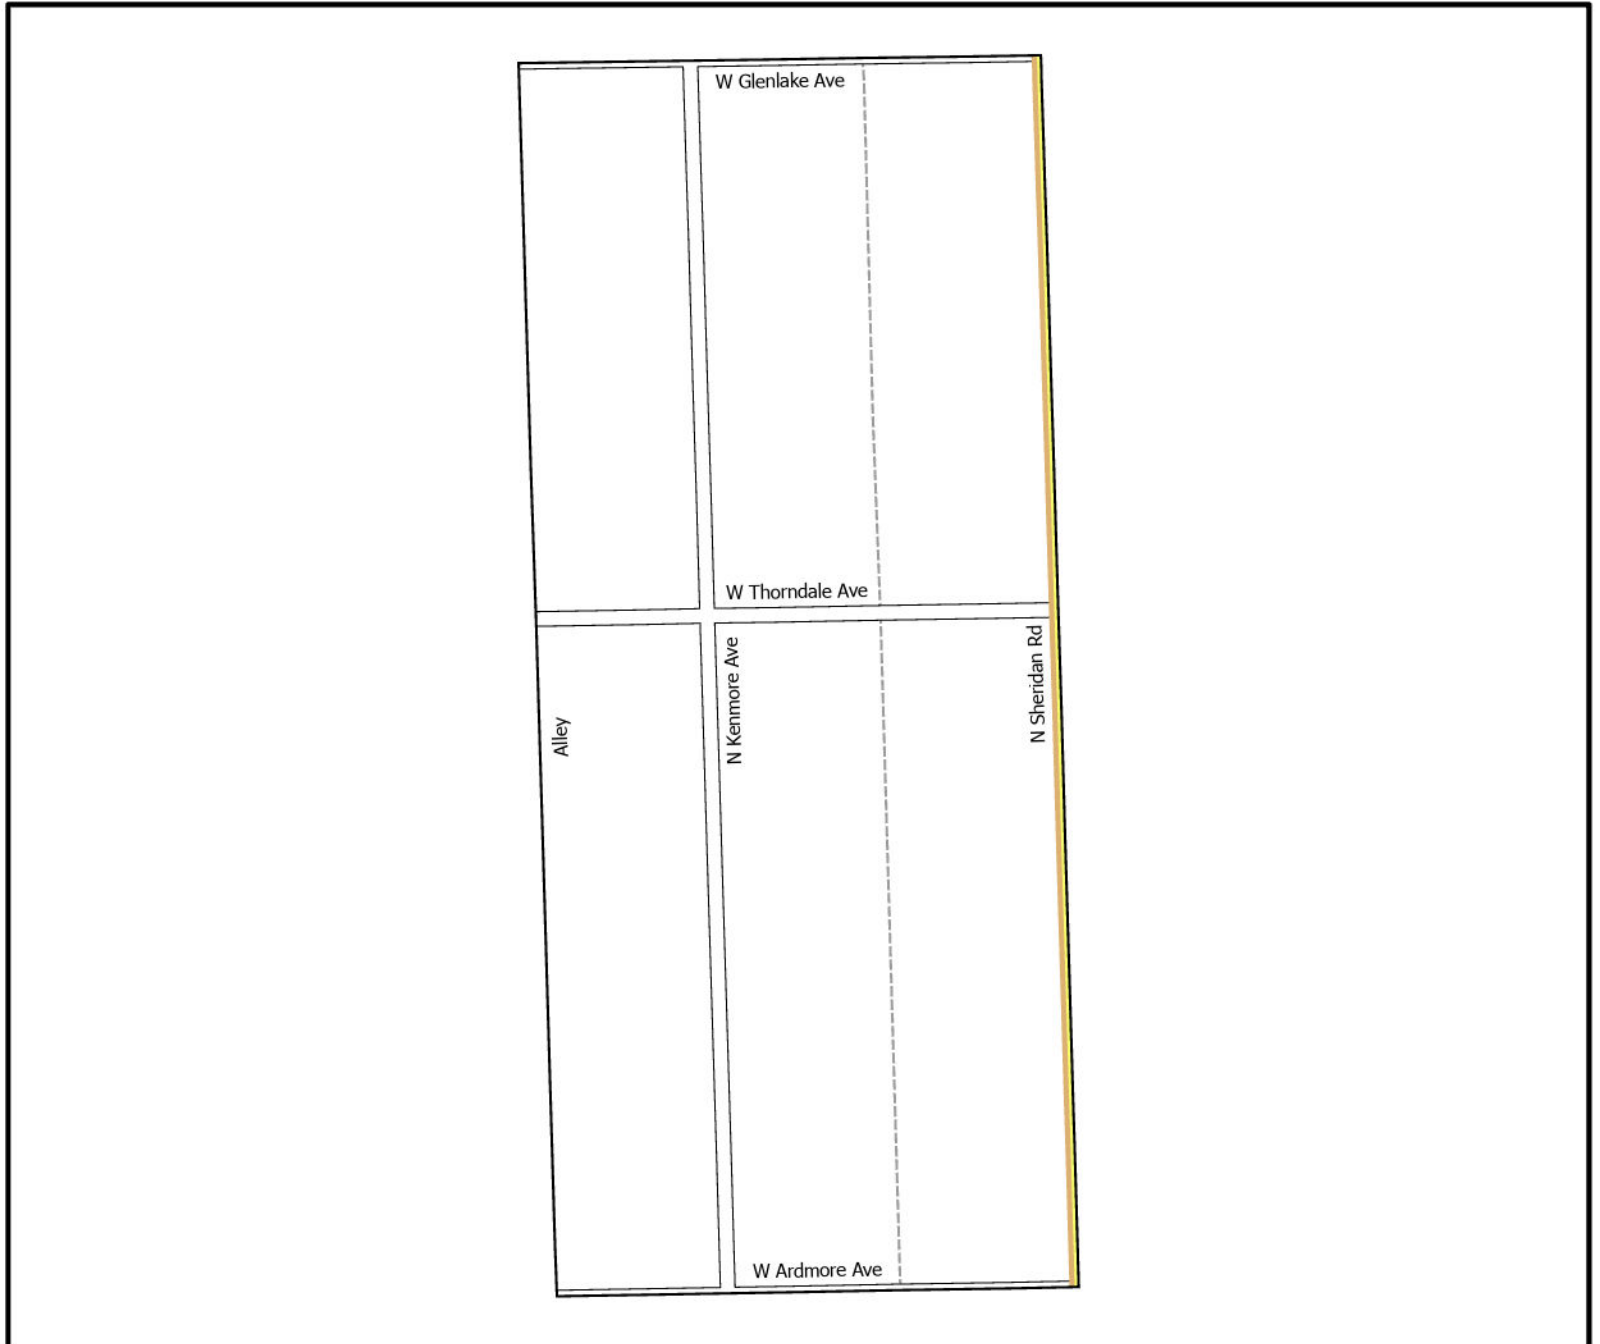 W Glenlake Ave
W Thorndale Ave
N Sheridan Rd
N Kenmore Ave
Alley
W Ardmore Ave